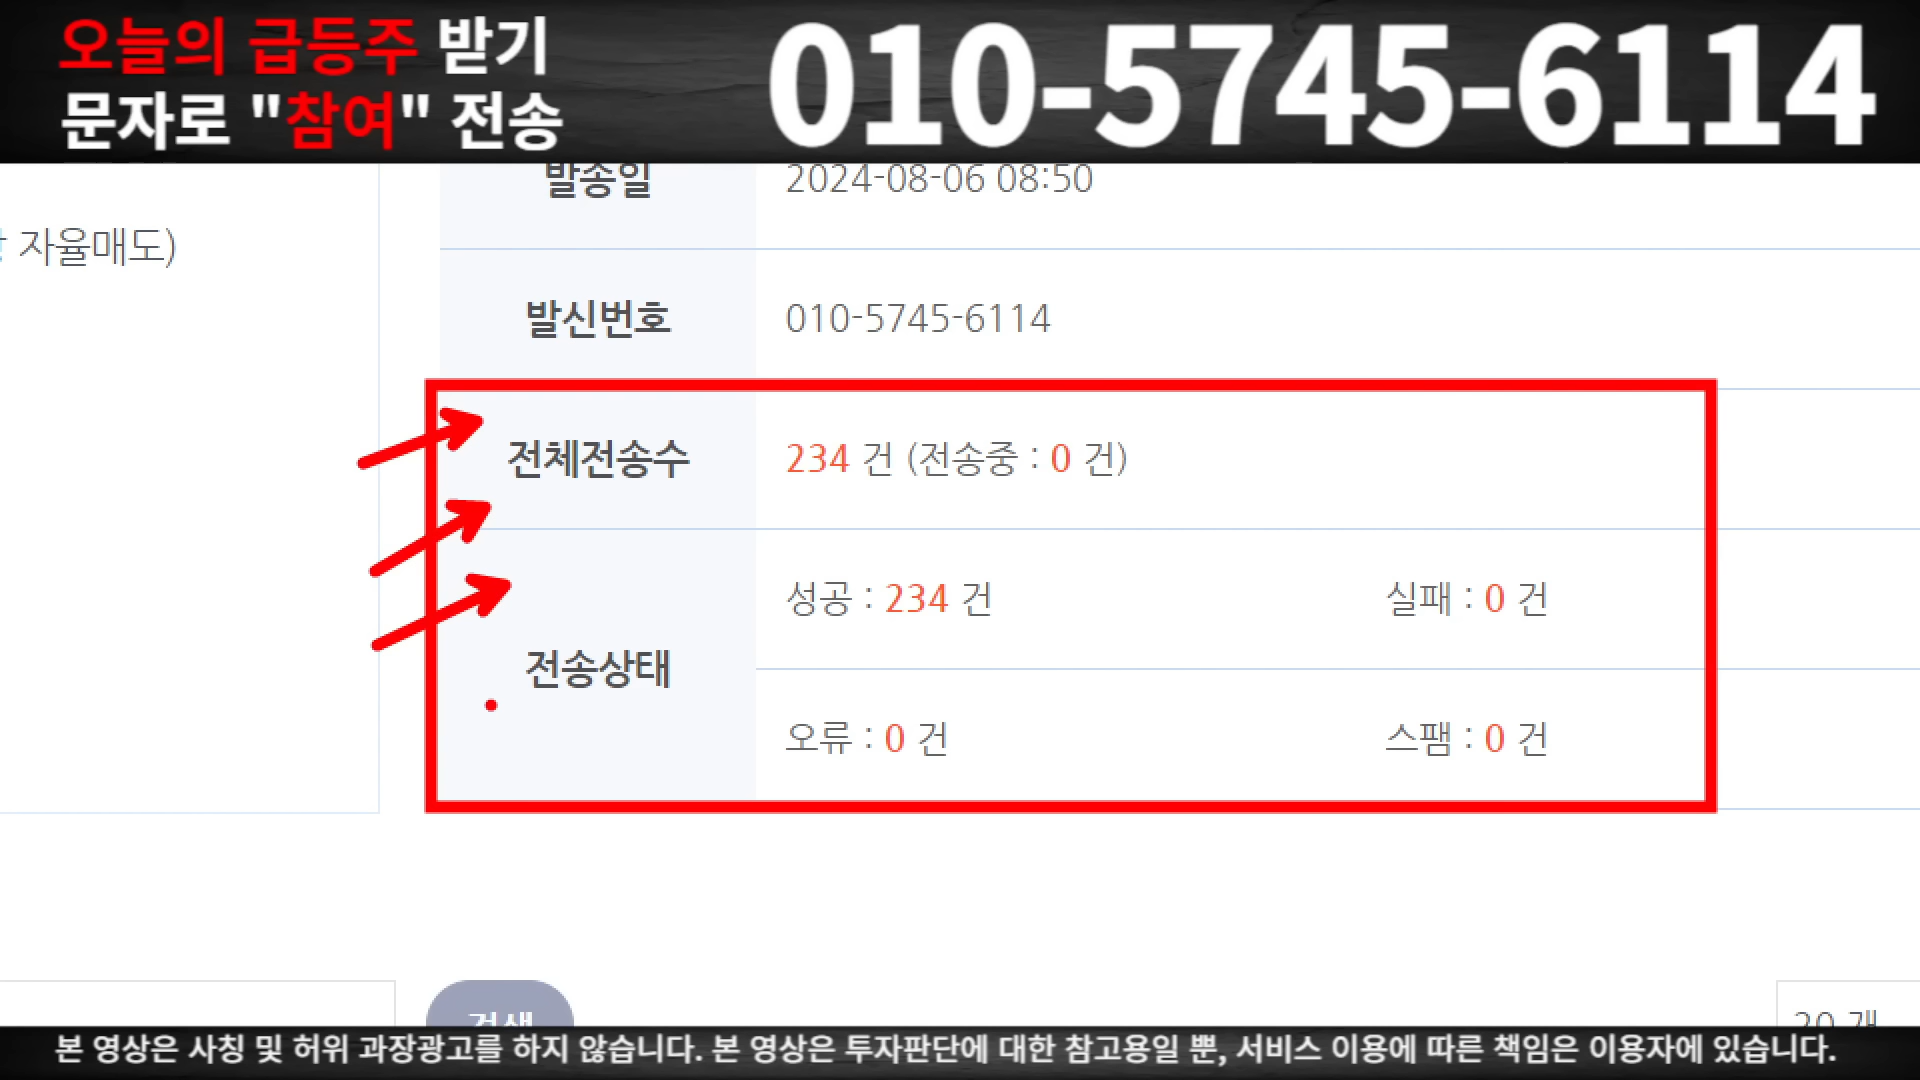 오늘의 급등주 받기
문자로 "참여" 전송
010-5745-6114
발송일 2024-08-06 08:50
자율매도)
발신번호 010-5745-6114
전체전송수 234 건 (전송중 : 0 건)
전송상태
성공 : 234 건 실패 : 0 건
오류 : 0 건 스팸 : 0 건
검색
20 개
본 영상은 사칭 및 허위 과장광고를 하지 않습니다. 본 영상은 투자판단에 대한 참고용일 뿐, 서비스 이용에 따른 책임은 이용자에 있습니다.